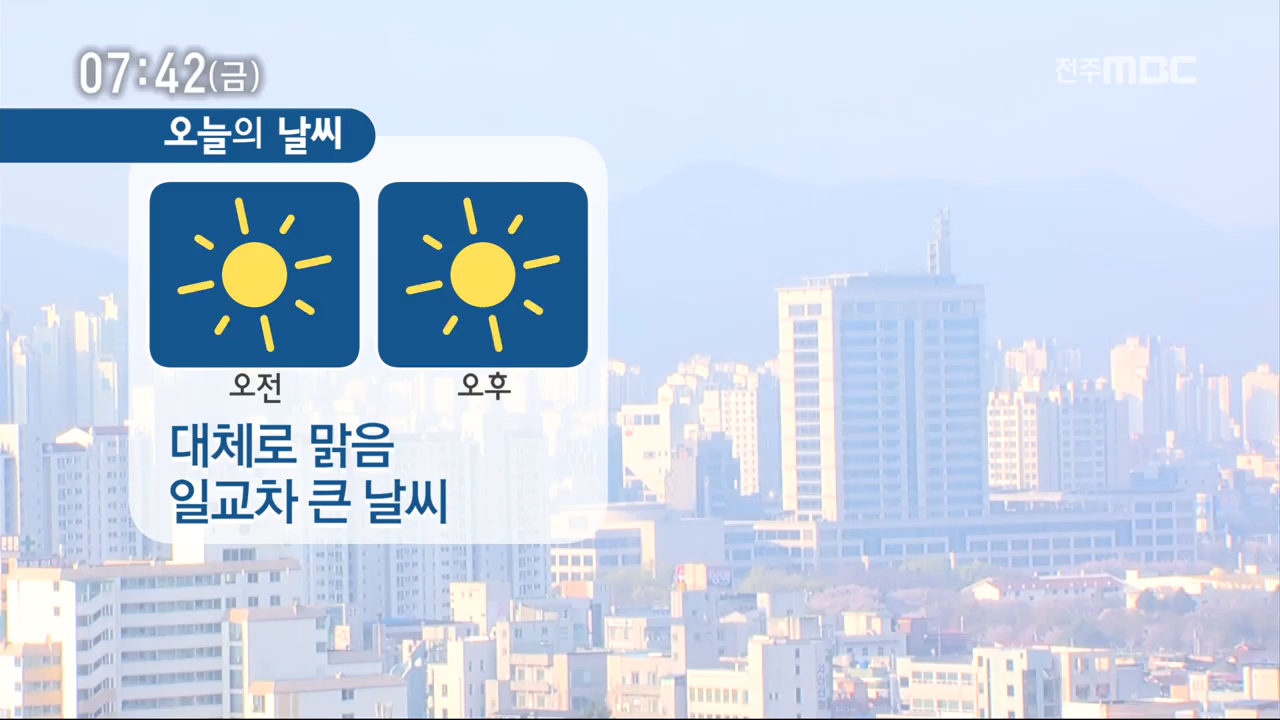 07:42(금)
전주MBC
오늘의 날씨
오전
오후
대체로 맑음
일교차 큰 날씨